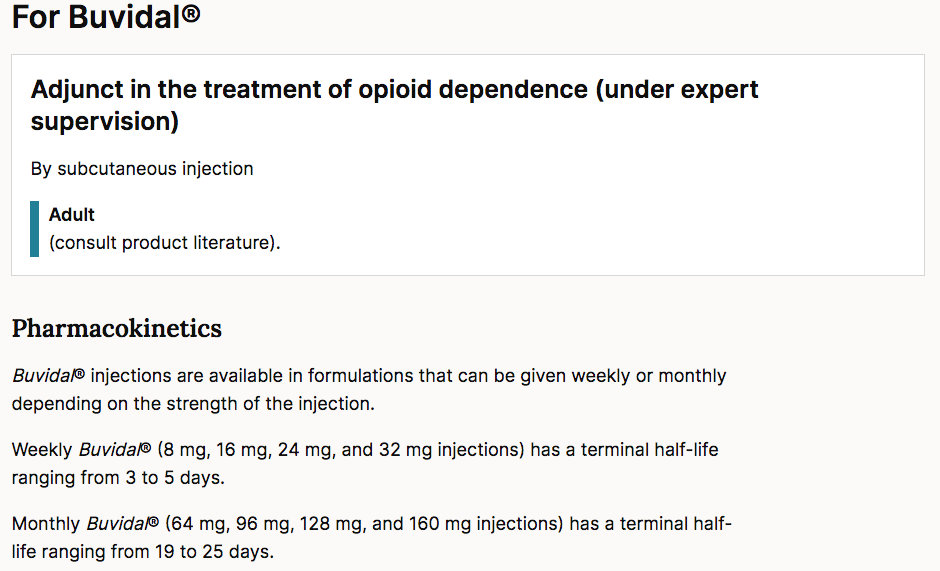 For Buvidal®
Adjunct in the treatment of opioid dependence (under expert
supervision)
By subcutaneous injection
Adult
(consult product literature).
Pharmacokinetics
Buvidal® injections are available in formulations that can be given weekly or monthly
depending on the strength of the injection.
Weekly Buvidal® (8 mg, 16 mg, 24 mg, and 32 mg injections) has a terminal half-life
ranging from 3 to 5 days.
Monthly Buvidal® (64 mg, 96 mg, 128 mg, and 160 mg injections) has a terminal half-
life ranging from 19 to 25 days.